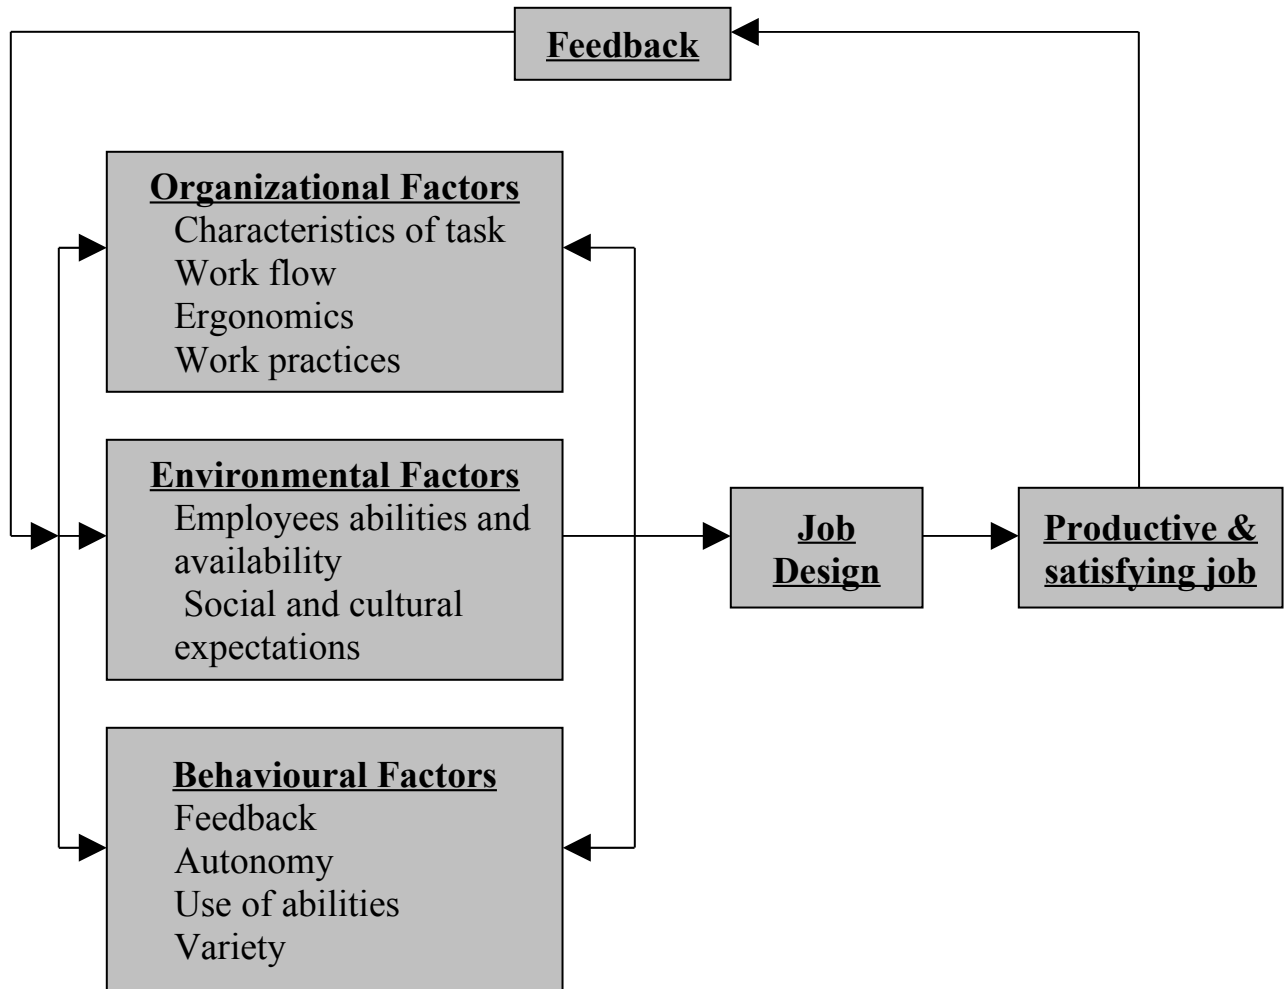 Feedback
Organizational Factors
Characteristics of task
Work flow
Ergonomics
Work practices
Environmental Factors
Employees abilities and
availability
Social and cultural
expectations
Job
Design
Productive &
satisfying job
Behavioural Factors
Feedback
Autonomy
Use of abilities
Variety